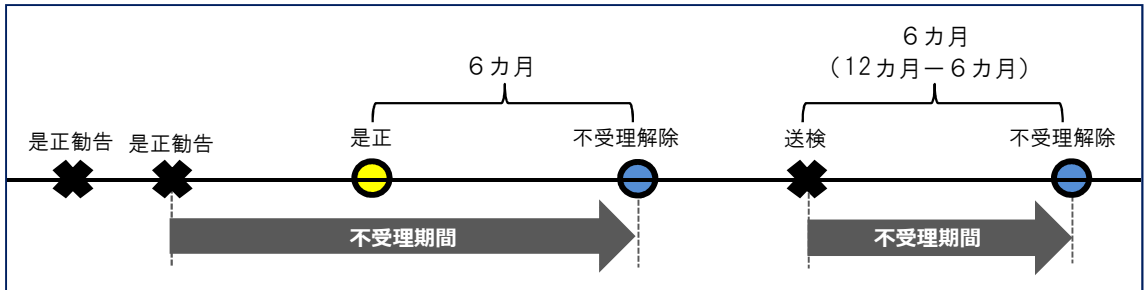 ６カ月
６カ月
（12カ月－６カ月）
是正勧告
是正勧告
是正
不受理解除
送検
不受理解除
不受理期間
不受理期間